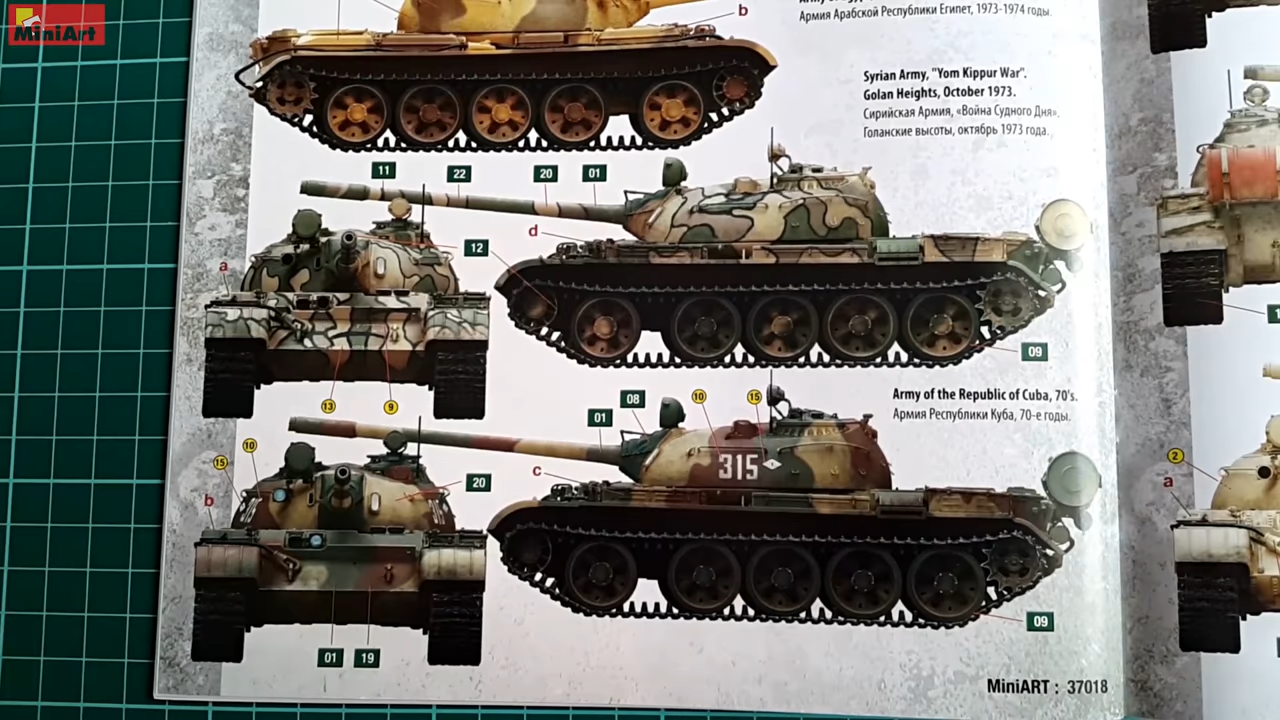 MiniArt
b
Армия Арабской Республики Египет, 1973-1974 годы.
Syrian Army, "Yom Kippur War".
Golan Heights, October 1973.
Сирийская Армия, «Война Судного Дня».
Голанские высоты, октябрь 1973 года.
11
22
20
01
d
12
a
09
13
9
Army of the Republic of Cuba, 70's.
Армия Республики Куба, 70-е годы.
01
08
10
15
315
c
10
15
20
b
2
a
09
01
19
MiniART : 37018